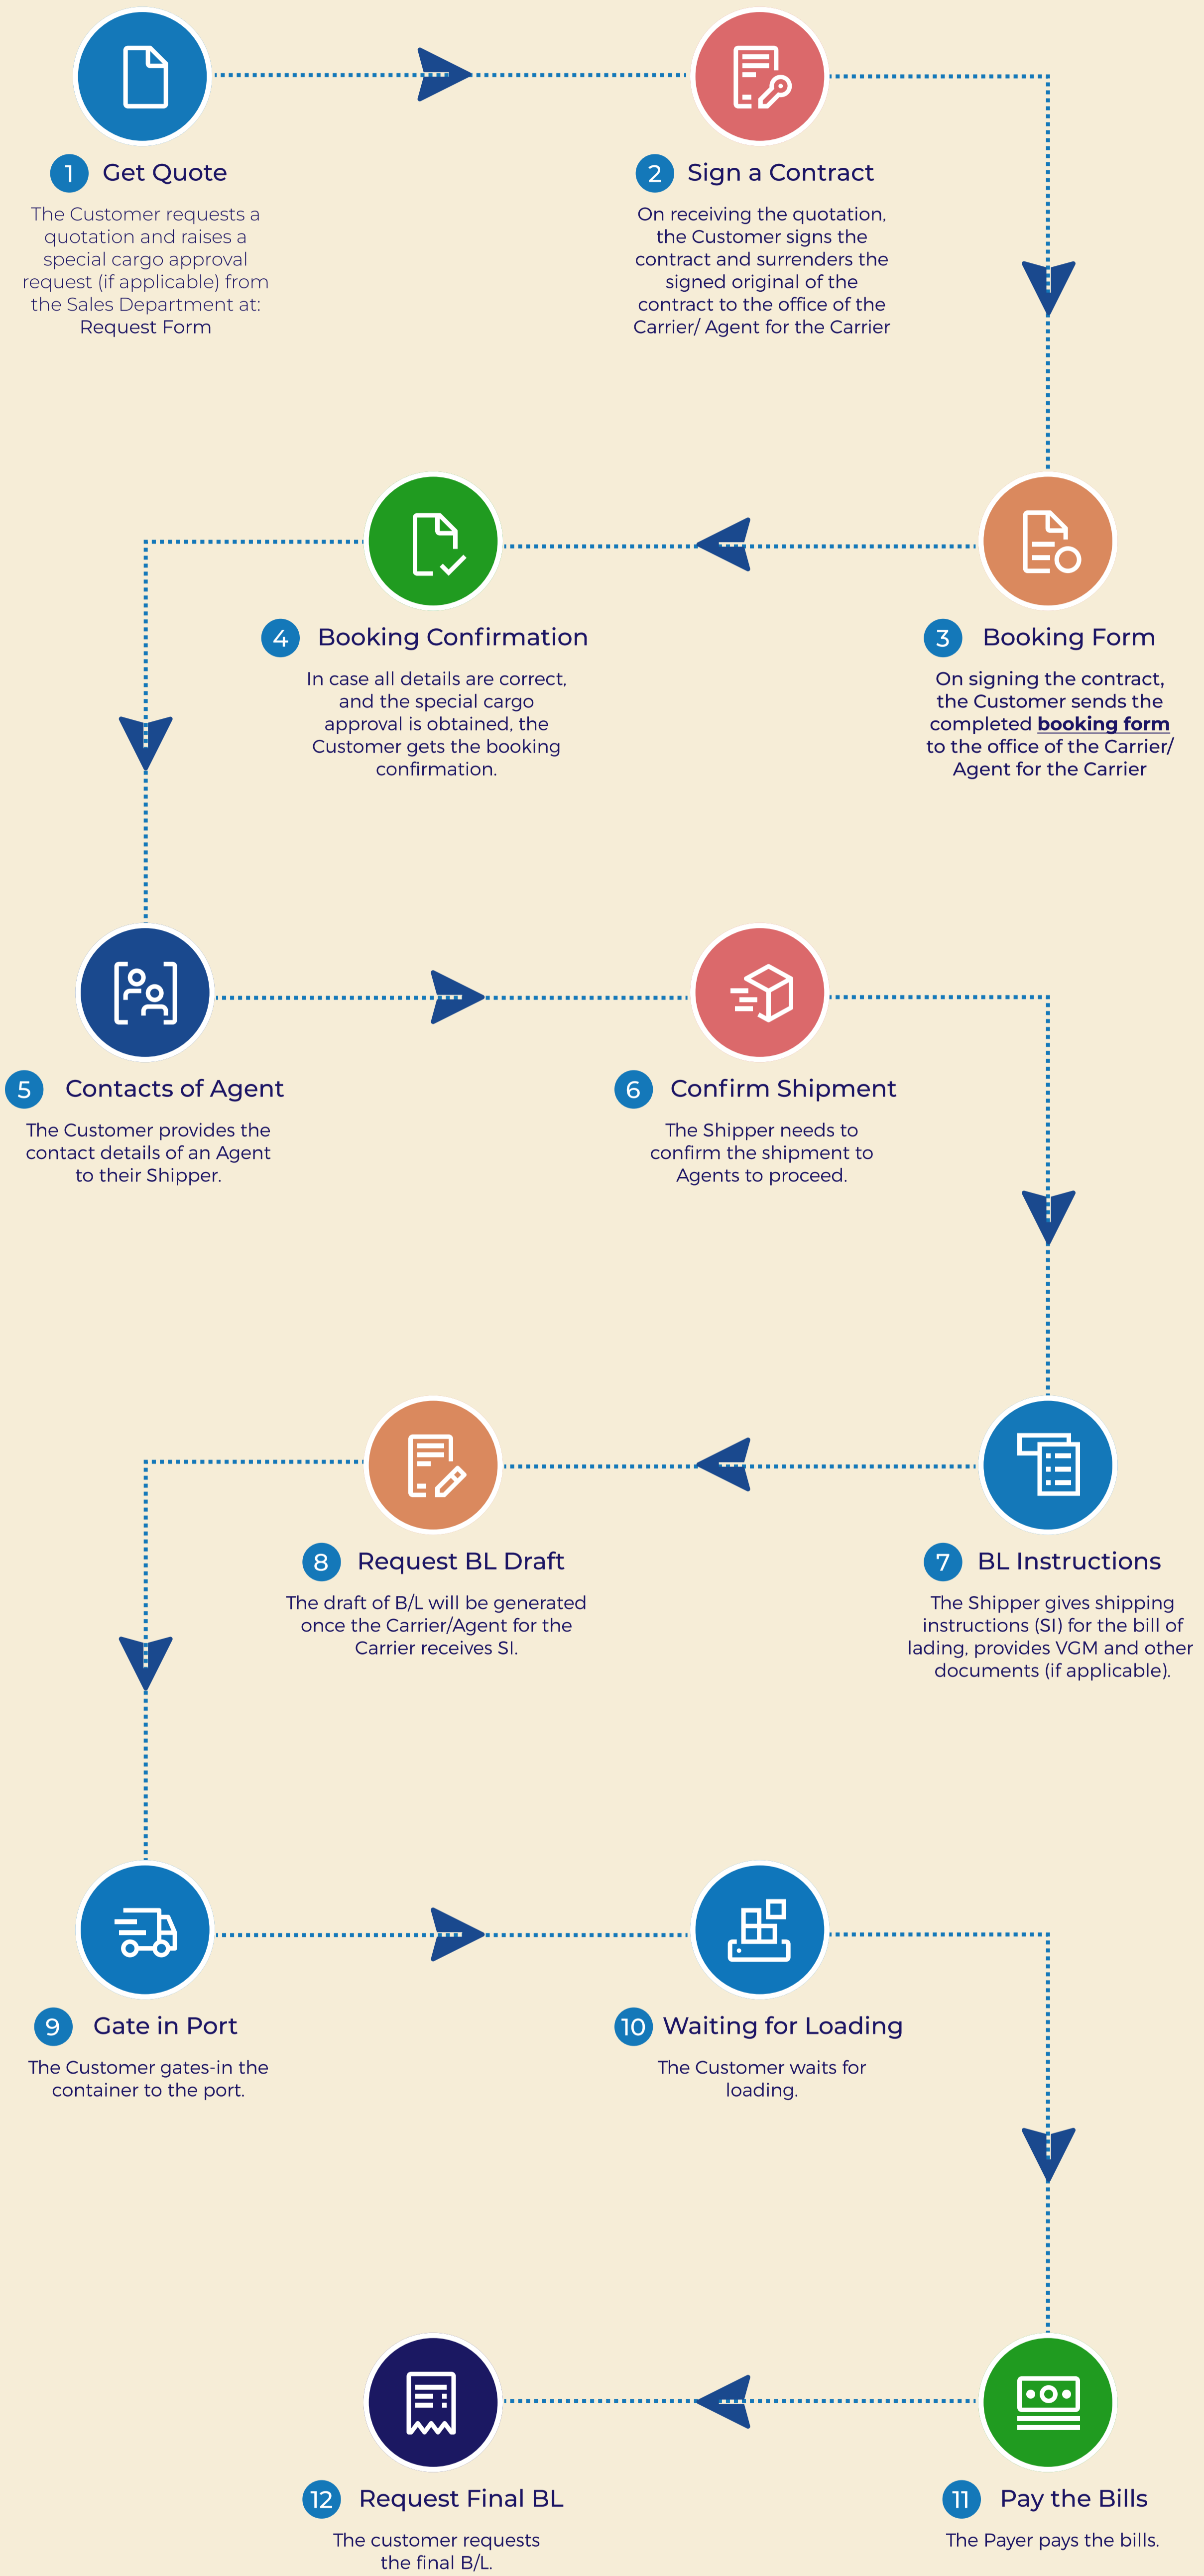 1 Get Quote
The Customer requests a
quotation and raises a
special cargo approval
request (if applicable) from
the Sales Department at:
Request Form
2 Sign a Contract
On receiving the quotation,
the Customer signs the
contract and surrenders the
signed original of the
contract to the office of the
Carrier/ Agent for the Carrier
3 Booking Form
On signing the contract,
the Customer sends the
completed booking form
to the office of the Carrier/
Agent for the Carrier
4 Booking Confirmation
In case all details are correct,
and the special cargo
approval is obtained, the
Customer gets the booking
confirmation.
5 Contacts of Agent
The Customer provides the
contact details of an Agent
to their Shipper.
6 Confirm Shipment
The Shipper needs to
confirm the shipment to
Agents to proceed.
7 BL Instructions
The Shipper gives shipping
instructions (SI) for the bill of
lading, provides VGM and other
documents (if applicable).
8 Request BL Draft
The draft of B/L will be generated
once the Carrier/Agent for the
Carrier receives SI.
9 Gate in Port
The Customer gates-in the
container to the port.
10 Waiting for Loading
The Customer waits for
loading.
11 Pay the Bills
The Payer pays the bills.
12 Request Final BL
The customer requests
the final B/L.